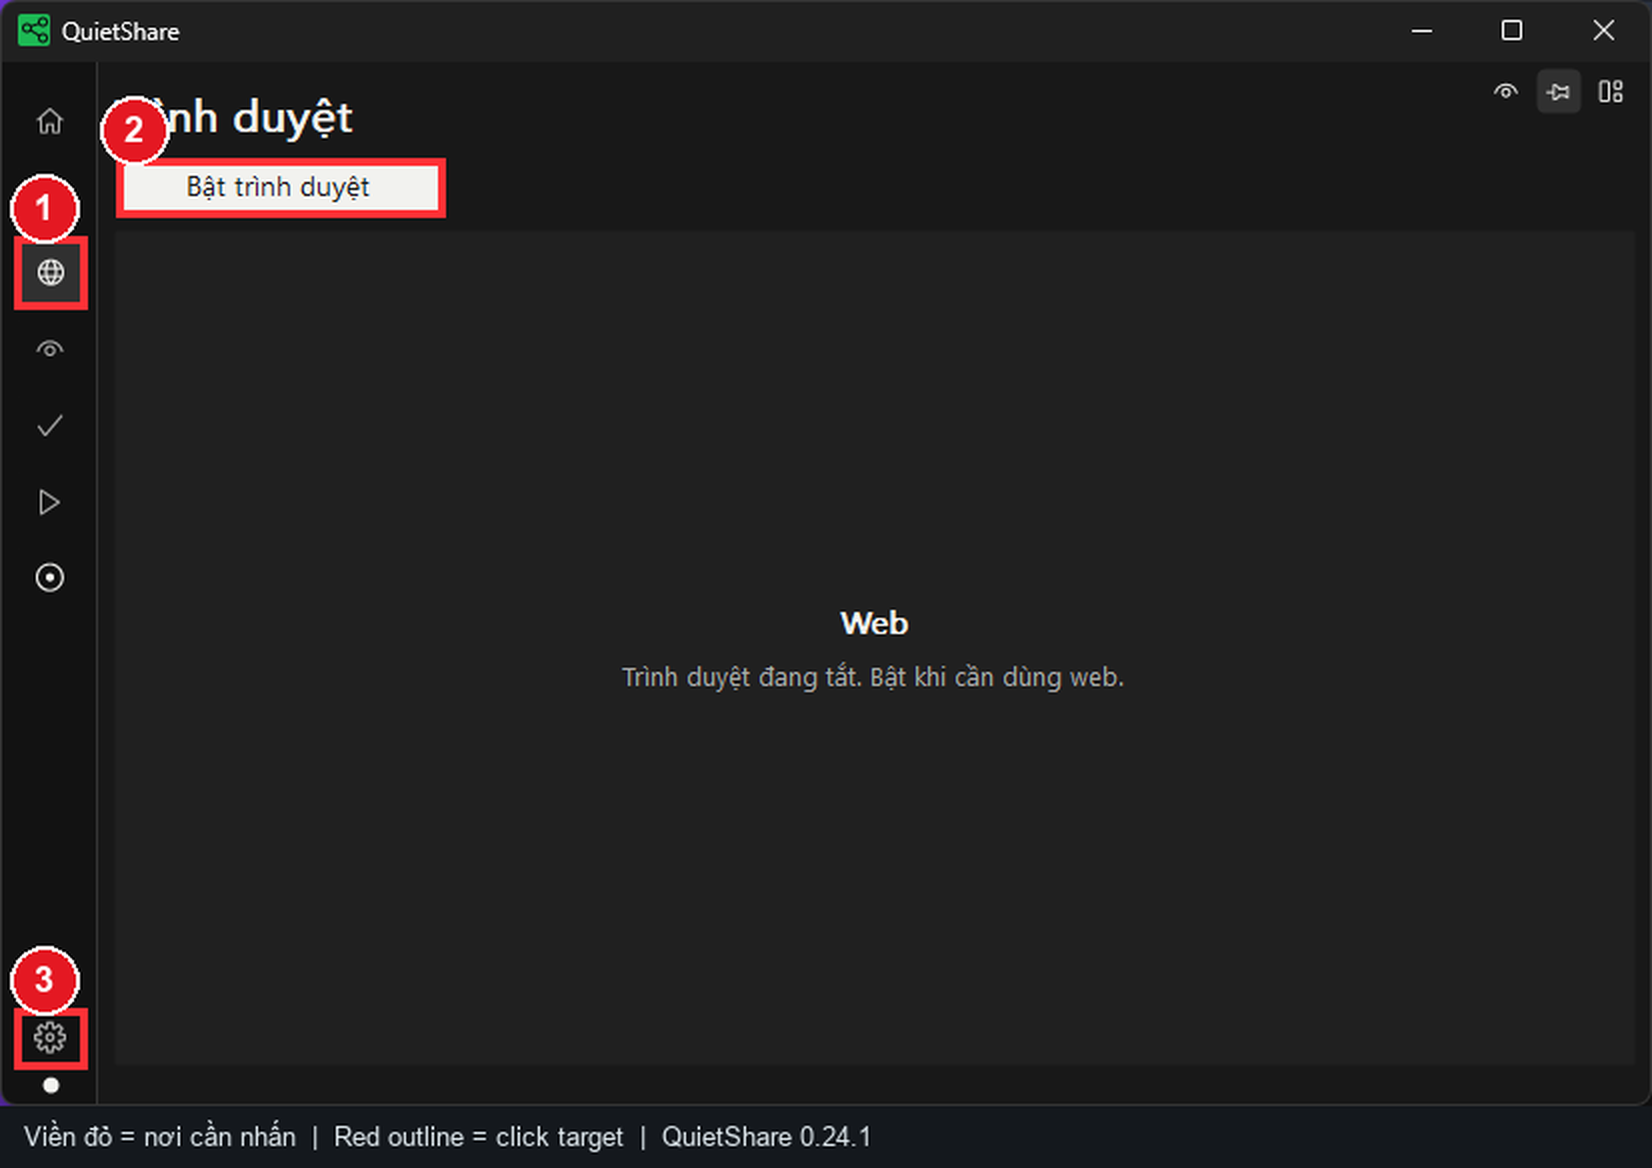 QuietShare
2
ình duyệt
Bật trình duyệt
1
Web
Trình duyệt đang tắt. Bật khi cần dùng web.
3
Viền đỏ = nơi cần nhấn | Red outline = click target | QuietShare 0.24.1